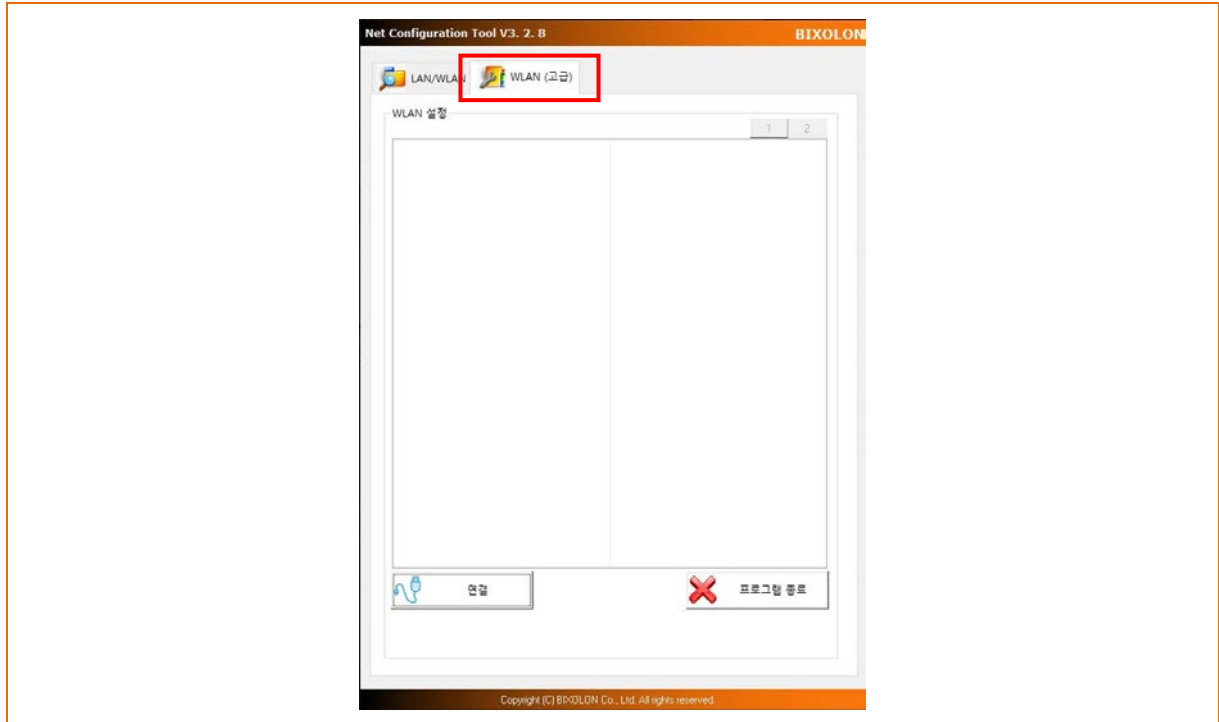 Net Configuration Tool V3. 2. 8 BIXOLON
LAN/WLAN WLAN (고급)
WLAN 설정
1 2
연결 프로그램 종료
Copyright (C) BIXOLON Co., Ltd. All rights reserved.